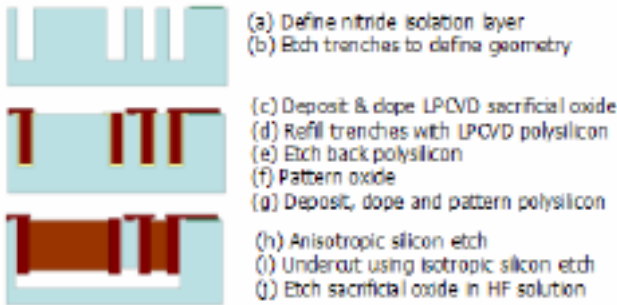 (a) Define nitride isolation layer
(b) Etch trenches to define geometry
(c) Deposit & dope LPCVD sacrificial oxide
(d) Refill trenches with LPCVD polysilicon
(e) Etch back polysilicon
(f) Pattern oxide
(g) Deposit, dope and pattern polysilicon
(h) Anisotropic silicon etch
(i) Undercut using isotropic silicon etch
(j) Etch sacrificial oxide in HF solution